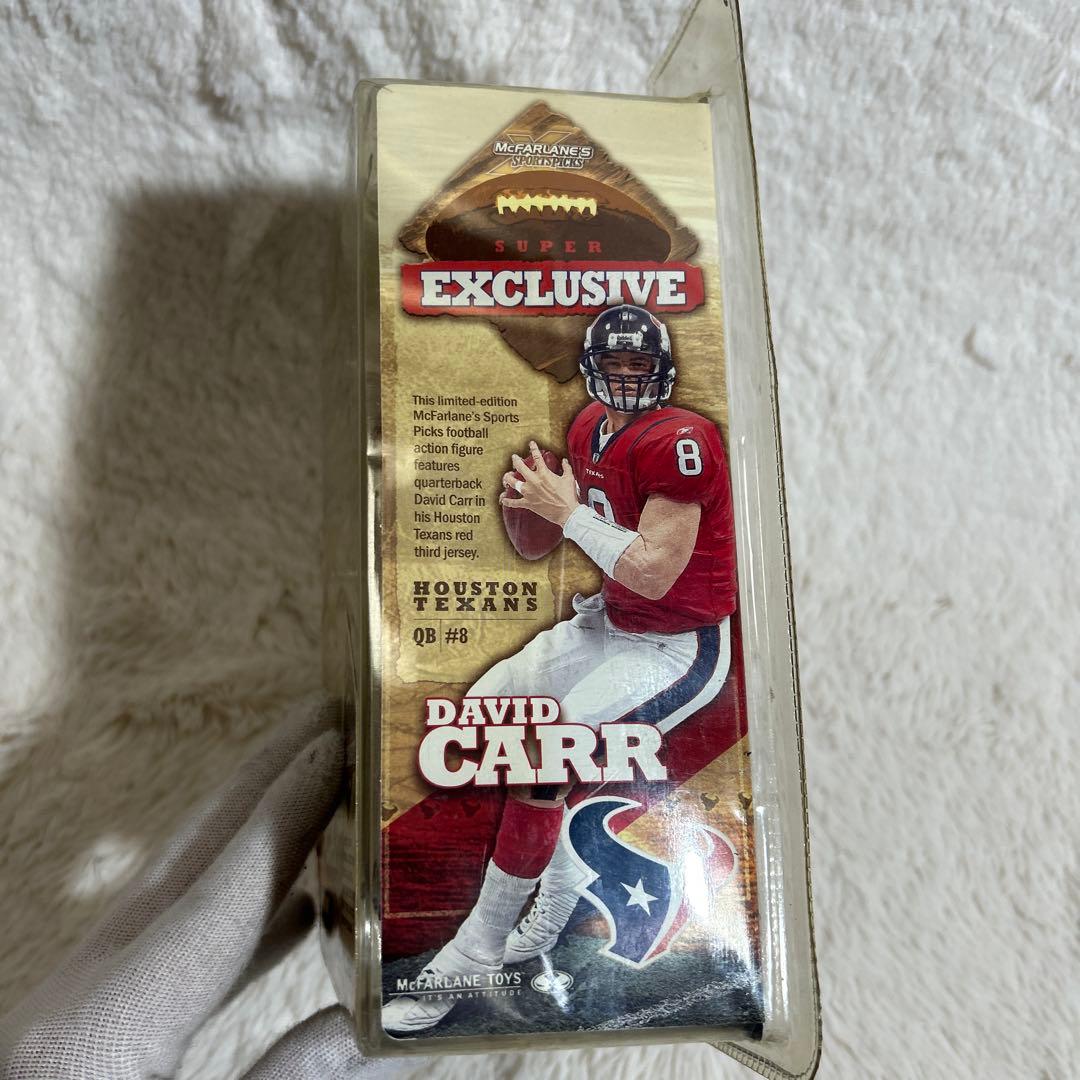 McFARLANE'S
SPORTSPICKS
SUPER
EXCLUSIVE
This limited-edition
McFarlane's Sports
Picks football
action figure
features
quarterback
David Carr in
his Houston
Texans red
third jersey.
HOUSTON
TEXANS
QB #8
8
TEXANS
DAVID
CARR
McFARLANE TOYS
IT'S AN ATTITUDE